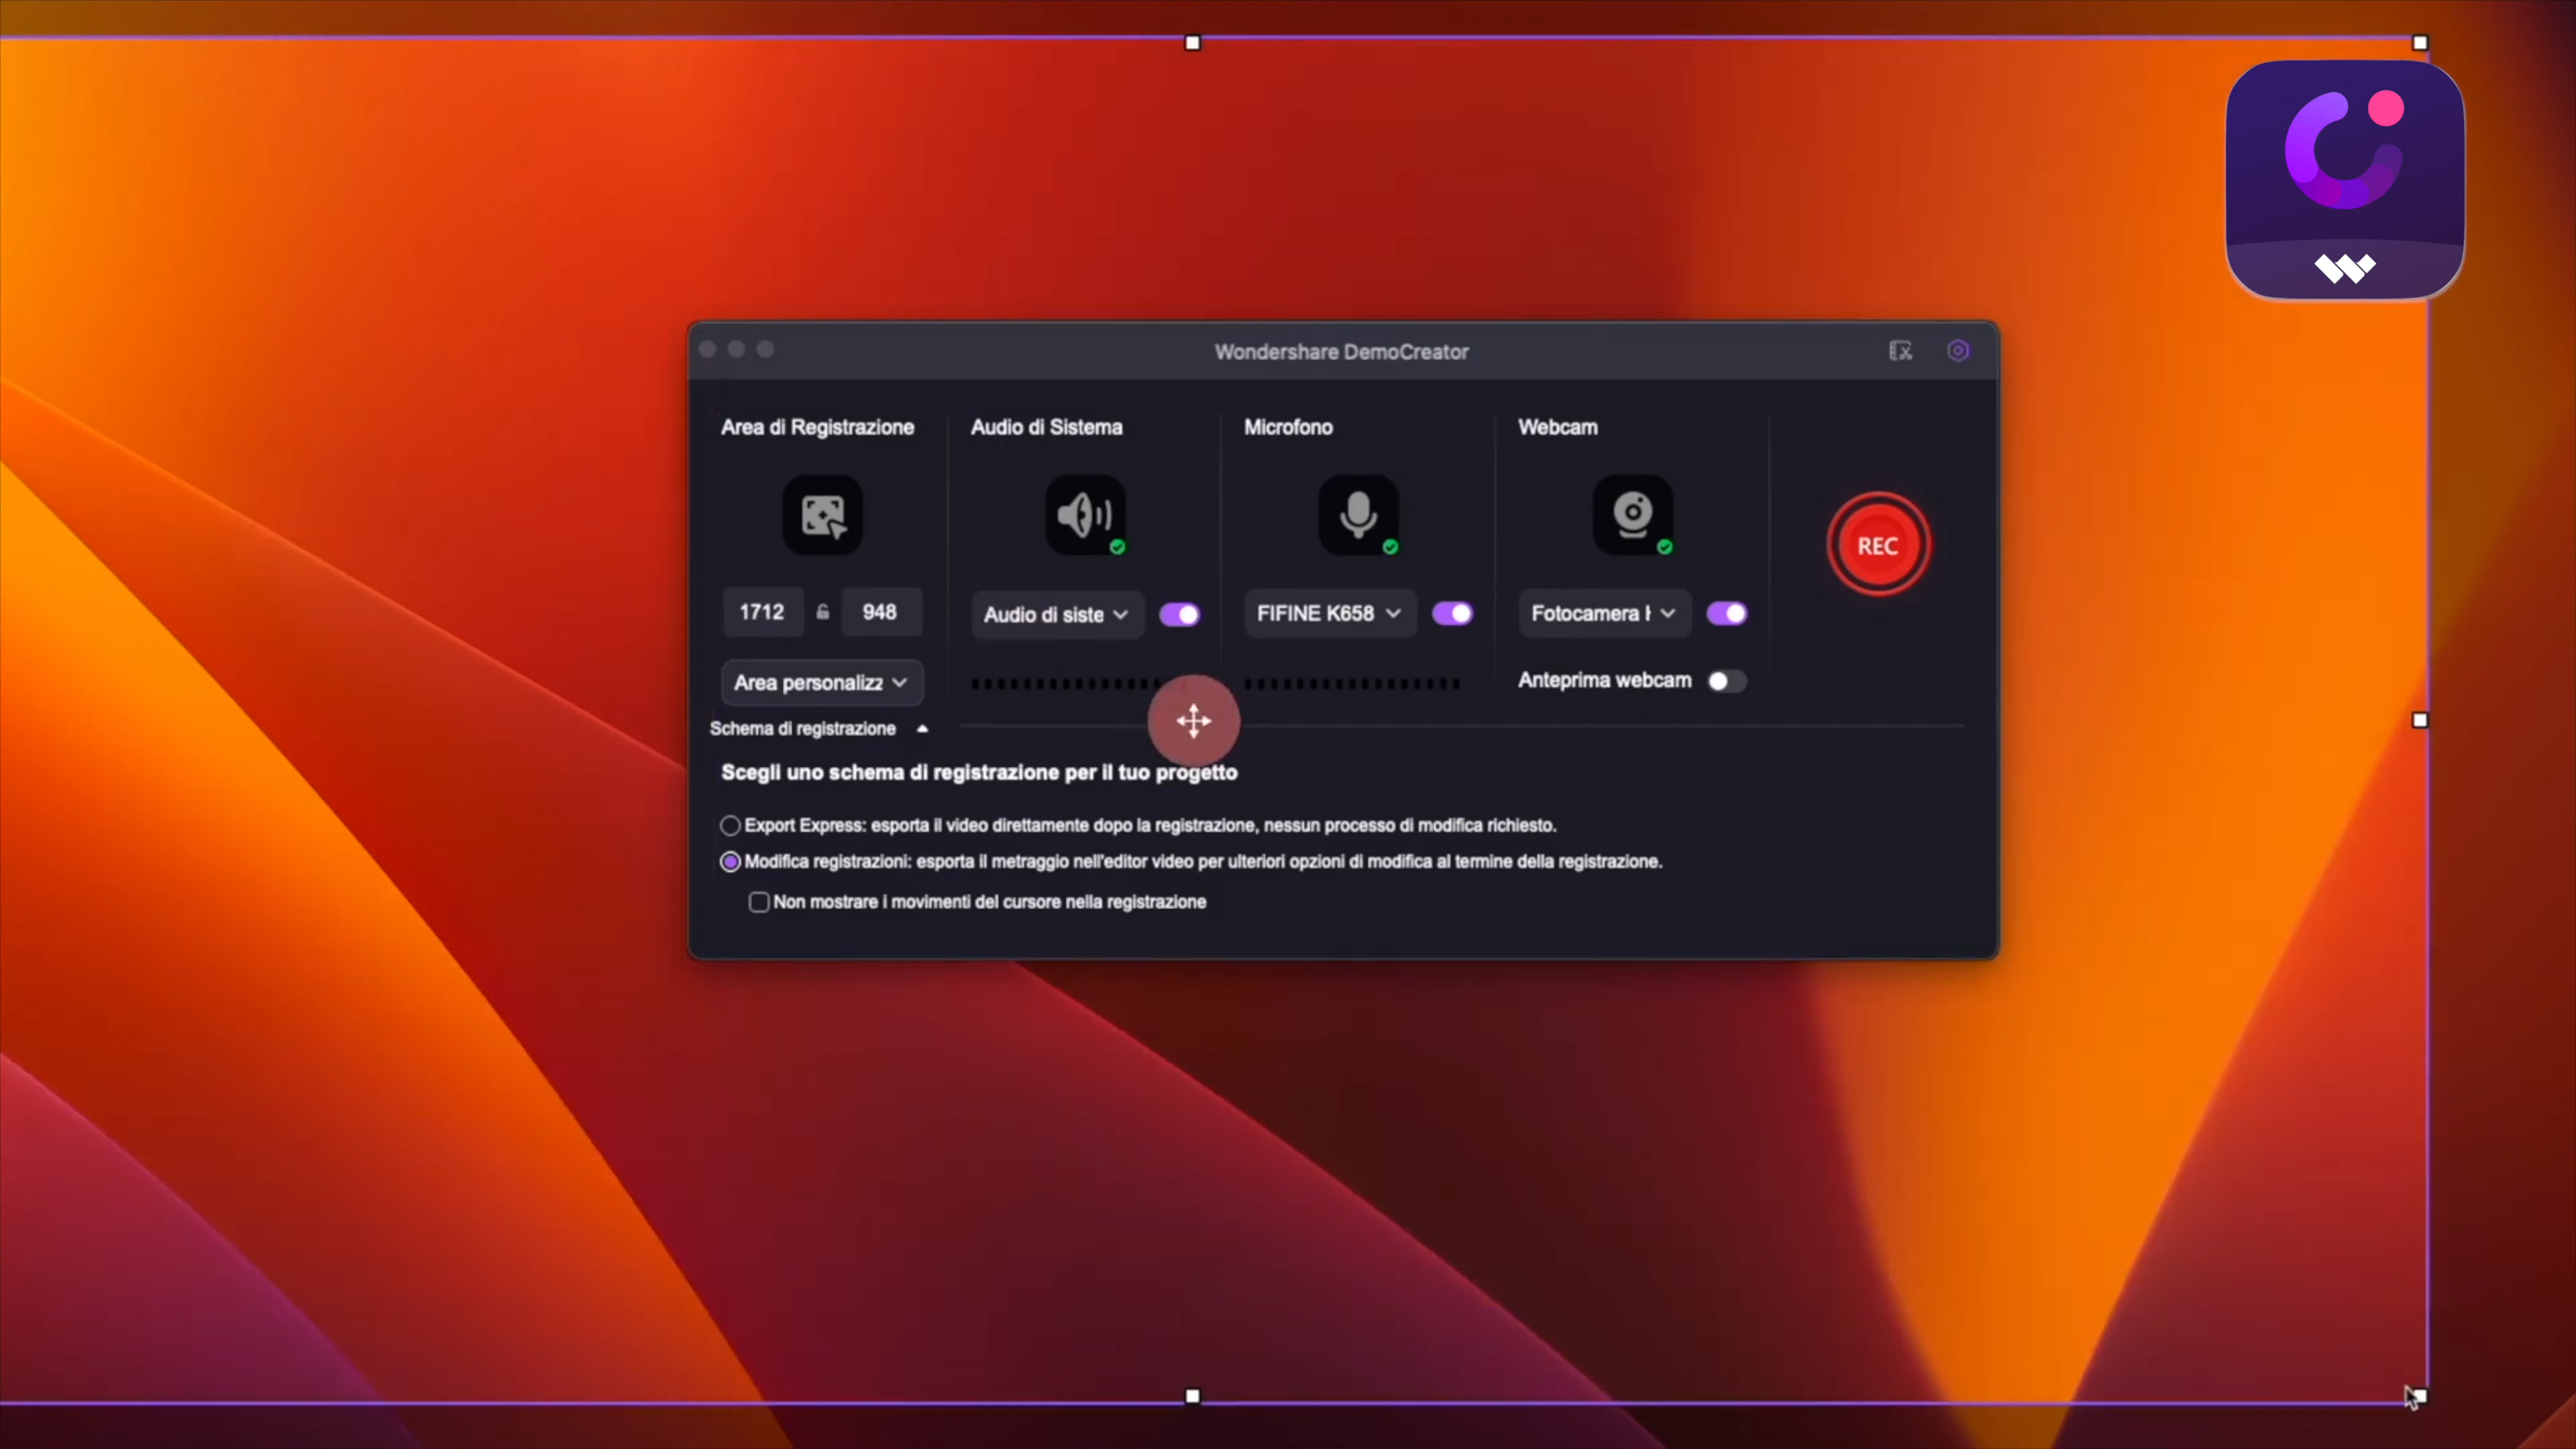 Wondershare DemoCreator
Area di Registrazione
Audio di Sistema
Microfono
Webcam
REC
1712
948
Audio di siste
FIFINE K658
Fotocamera
Area personalizz
Anteprima webcam
Schema di registrazione
Scegli uno schema di registrazione per il tuo progetto
Export Express: esporta il video direttamente dopo la registrazione, nessun processo di modifica richiesto.
Modifica registrazioni: esporta il metraggio nell'editor video per ulteriori opzioni di modifica al termine della registrazione.
Non mostrare i movimenti del cursore nella registrazione